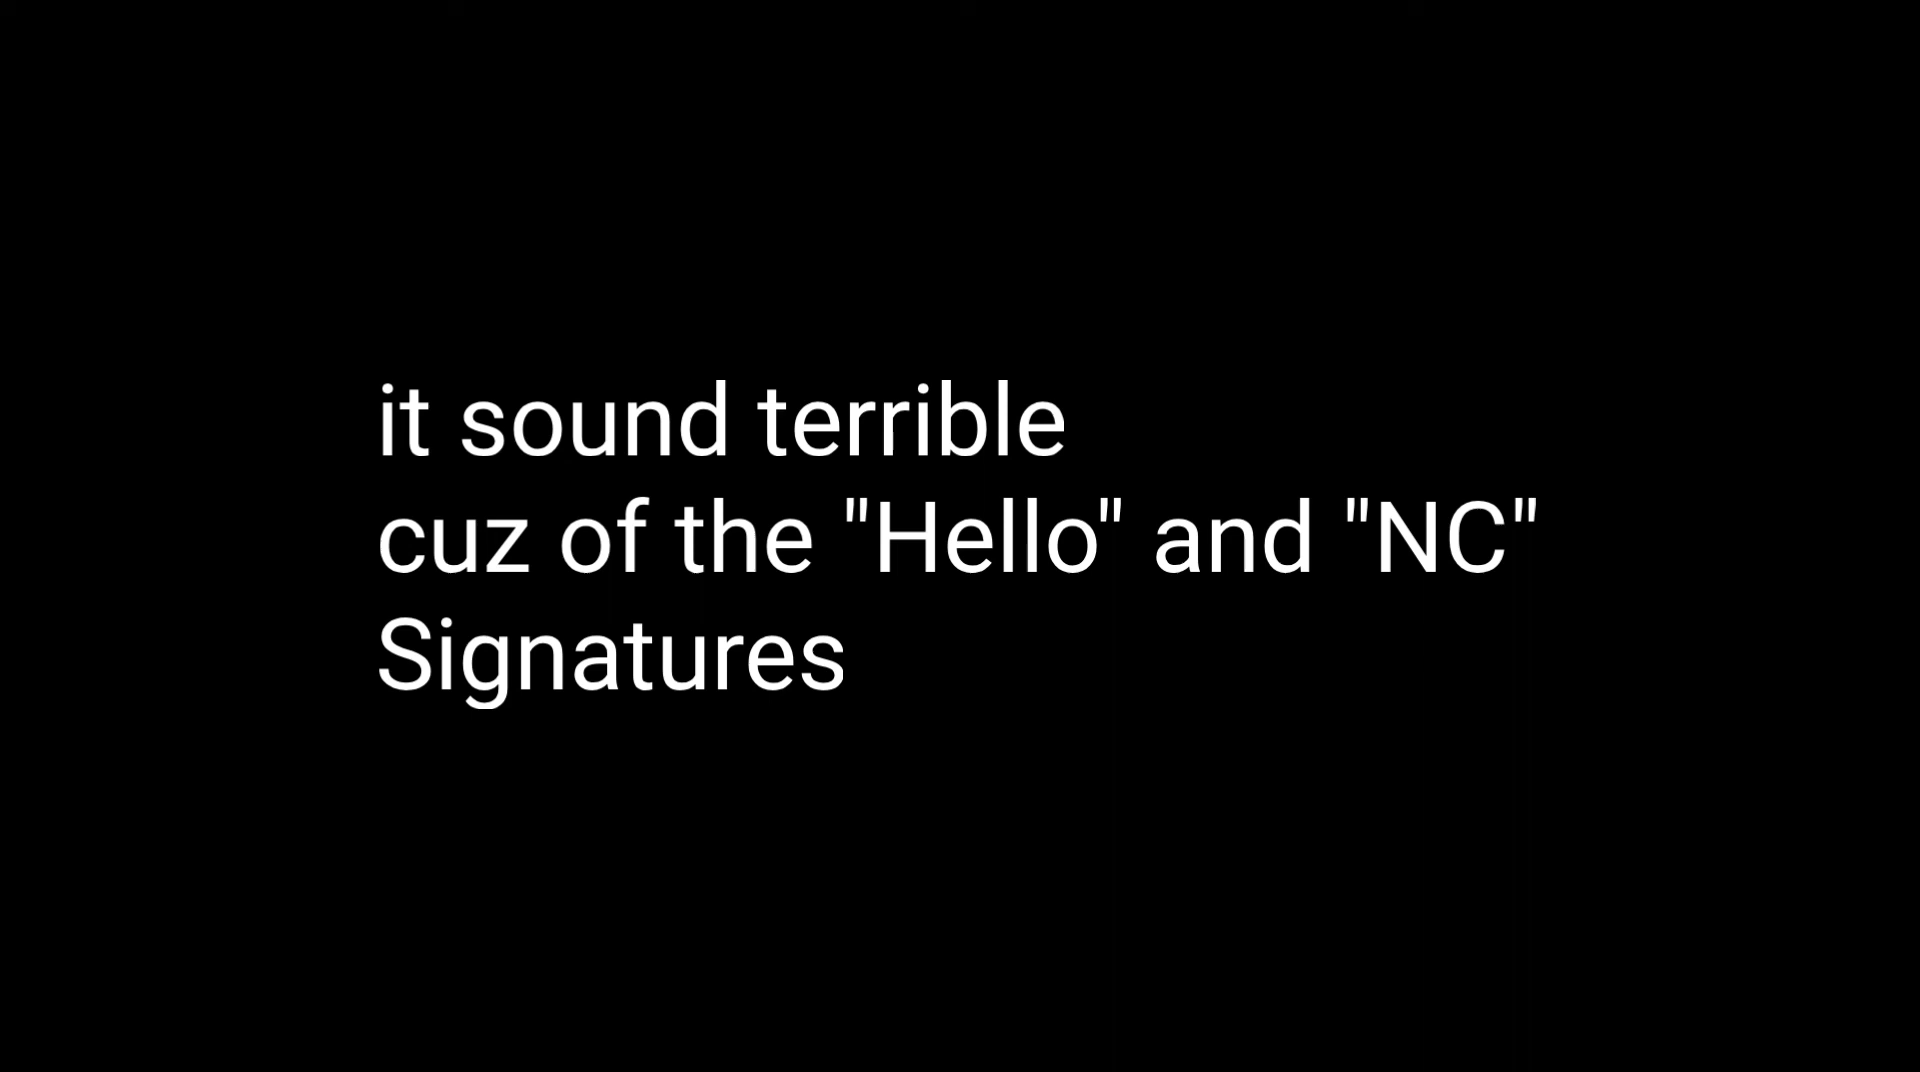 it sound terrible
cuz of the "Hello" and "NC"
Signatures